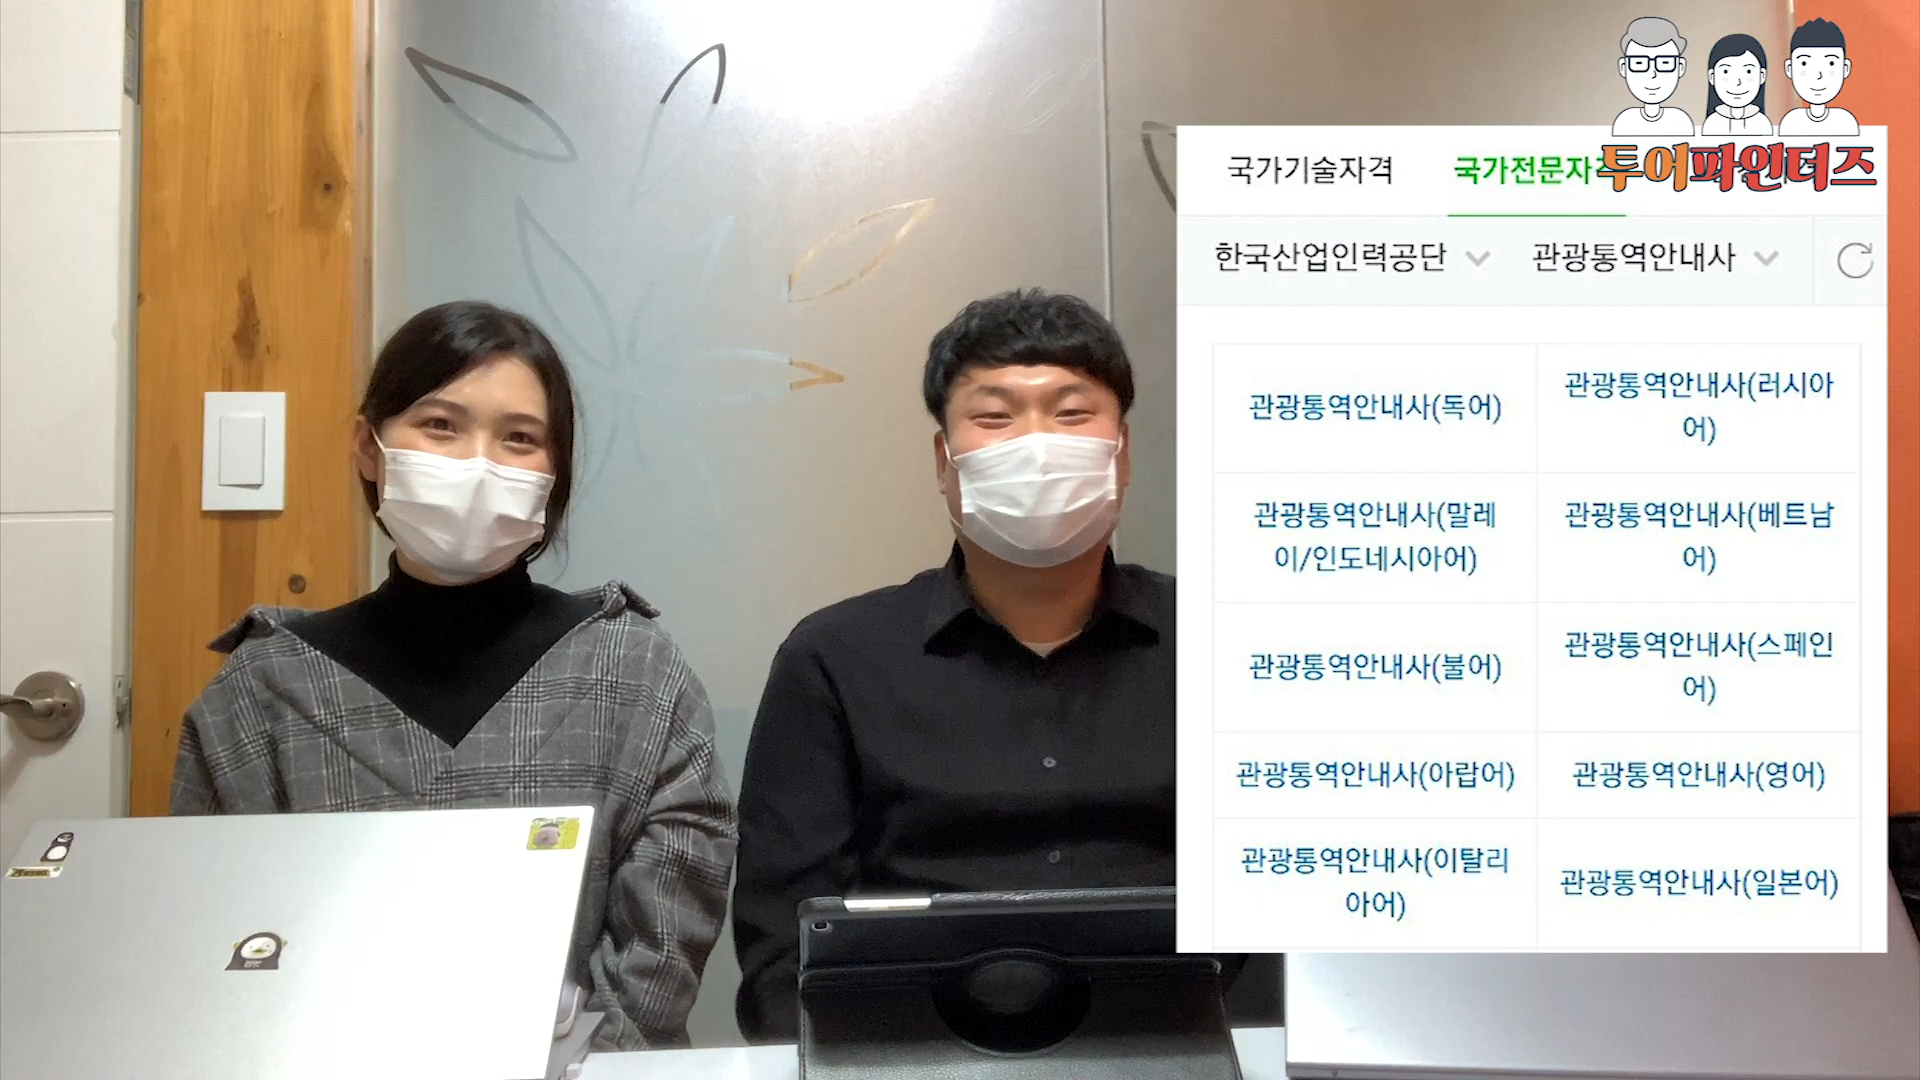 투어파인더즈
국가기술자격 국가전문자격
한국산업인력공단 관광통역안내사
관광통역안내사(독어)
관광통역안내사(러시아
어)
관광통역안내사(말레
이/인도네시아어)
관광통역안내사(베트남
어)
관광통역안내사(불어)
관광통역안내사(스페인
어)
관광통역안내사(아랍어)
관광통역안내사(영어)
관광통역안내사(이탈리
아어)
관광통역안내사(일본어)